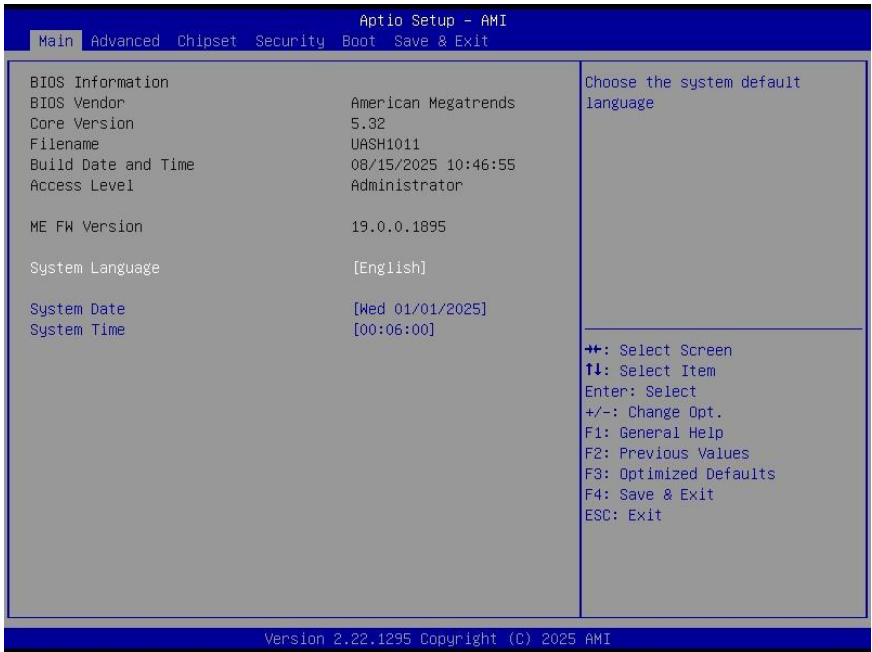 Aptio Setup - AMI
Main Advanced Chipset Security Boot Save & Exit
BIOS Information
BIOS Vendor American Megatrends
Core Version 5.32
Filename UASH1011
Build Date and Time 08/15/2025 10:46:55
Access Level Administrator
ME FW Version 19.0.0.1895
System Language [English]
System Date [Wed 01/01/2025]
System Time [00:06:00]
Choose the system default
language
→←: Select Screen
↑↓: Select Item
Enter: Select
+/-: Change Opt.
F1: General Help
F2: Previous Values
F3: Optimized Defaults
F4: Save & Exit
ESC: Exit
Version 2.22.1295 Copyright (C) 2025 AMI